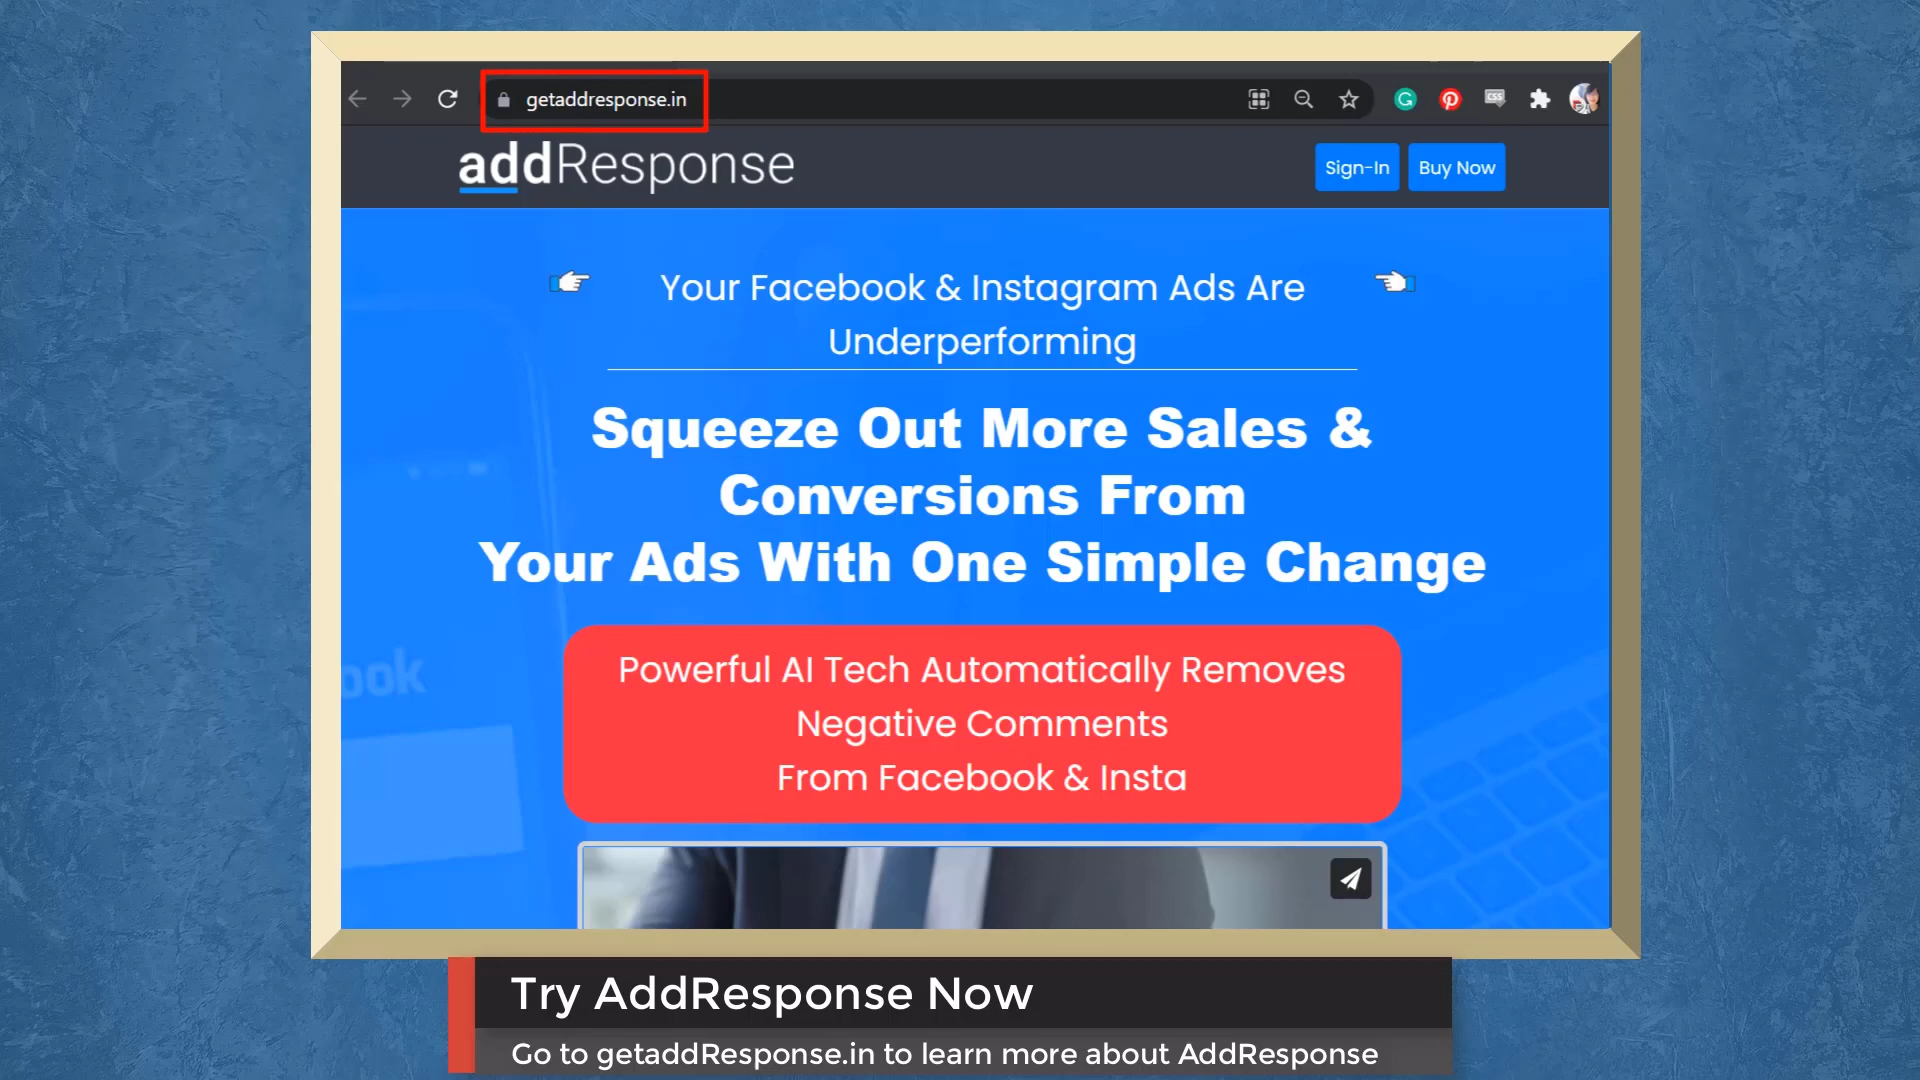 getaddresponse.in
CSS
addResponse
Sign-In
Buy Now
Your Facebook & Instagram Ads Are
Underperforming
Squeeze Out More Sales &
Conversions From
Your Ads With One Simple Change
ook
Powerful AI Tech Automatically Removes
Negative Comments
From Facebook & Insta
Try AddResponse Now
Go to getaddResponse.in to learn more about AddResponse